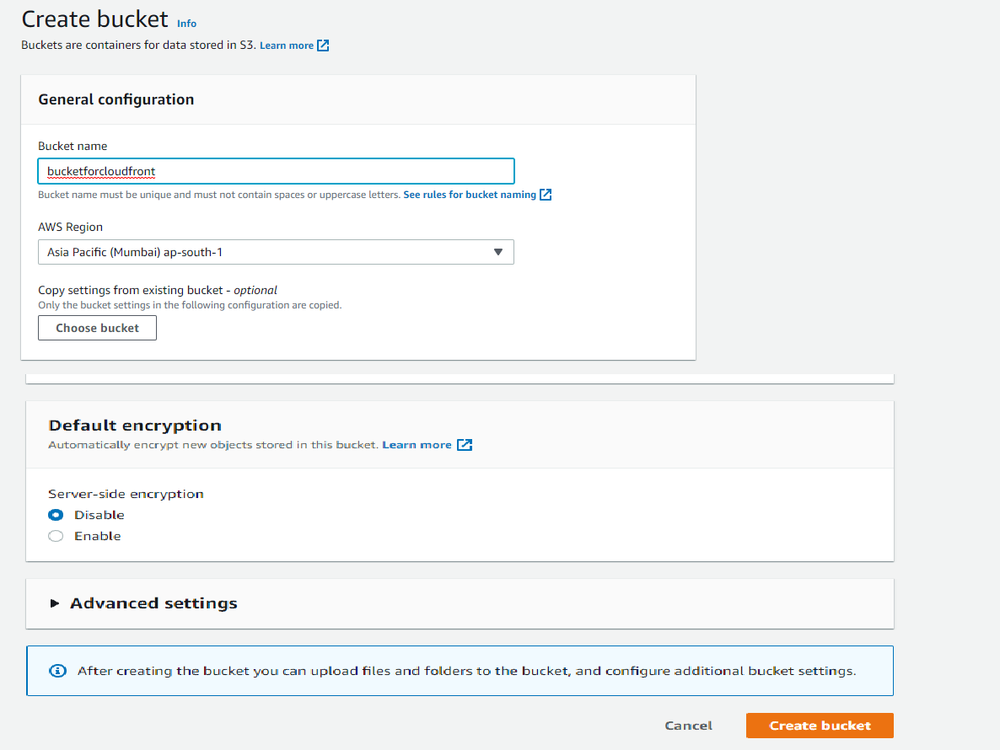 Create bucket Info
Buckets are containers for data stored in S3. Learn more
General configuration
Bucket name
bucketforcloudfront
Bucket name must be unique and must not contain spaces or uppercase letters. See rules for bucket naming
AWS Region
Asia Pacific (Mumbai) ap-south-1
Copy settings from existing bucket - optional
Only the bucket settings in the following configuration are copied.
Choose bucket
Default encryption
Automatically encrypt new objects stored in this bucket. Learn more
Server-side encryption
Disable
Enable
Advanced settings
After creating the bucket you can upload files and folders to the bucket, and configure additional bucket settings.
Cancel Create bucket